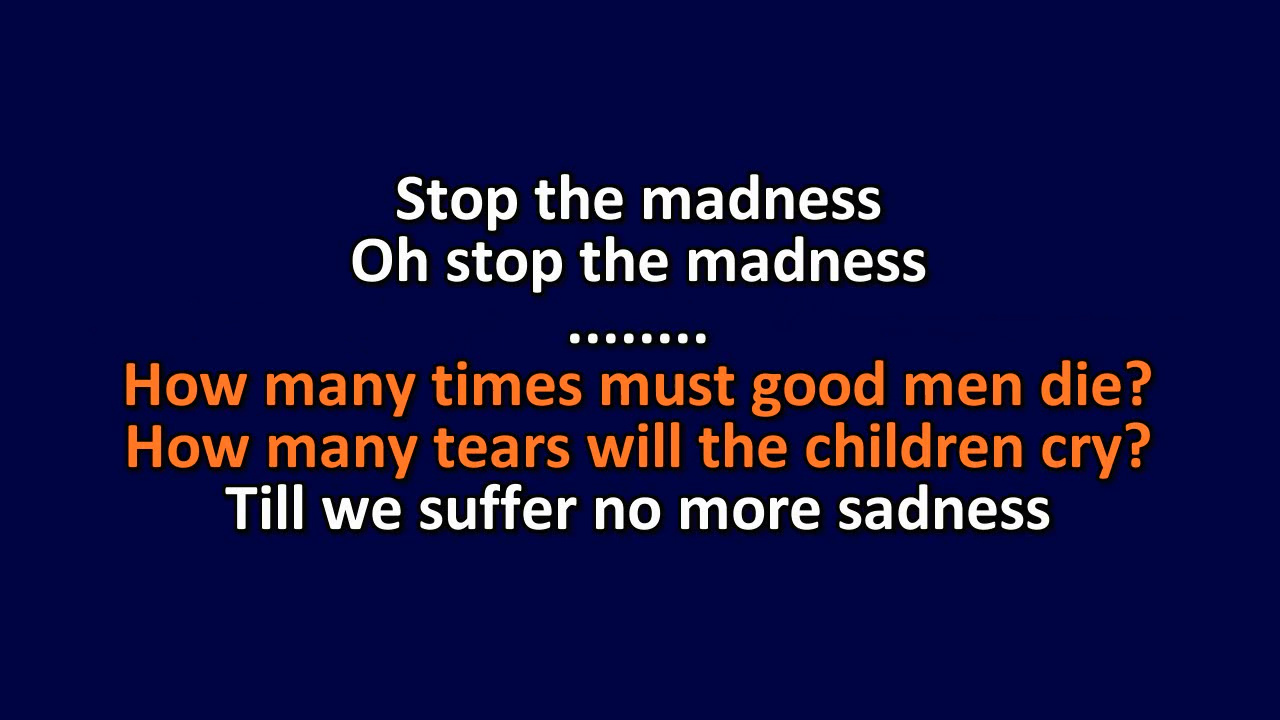 Stop the madness
Oh stop the madness
........
How many times must good men die?
How many tears will the children cry?
Till we suffer no more sadness